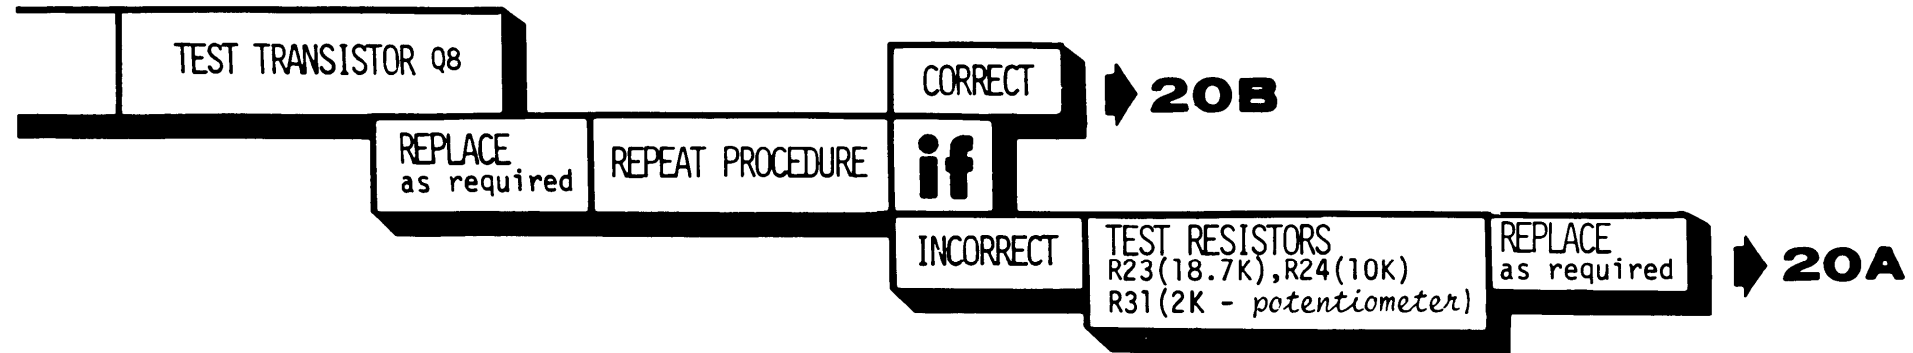 TEST TRANSISTOR Q8
CORRECT
20B
REPLACE
as required
REPEAT PROCEDURE
if
INCORRECT
TEST RESISTORS
R23(18.7K),R24(10K)
R31(2K - potentiometer)
REPLACE
as required
20A